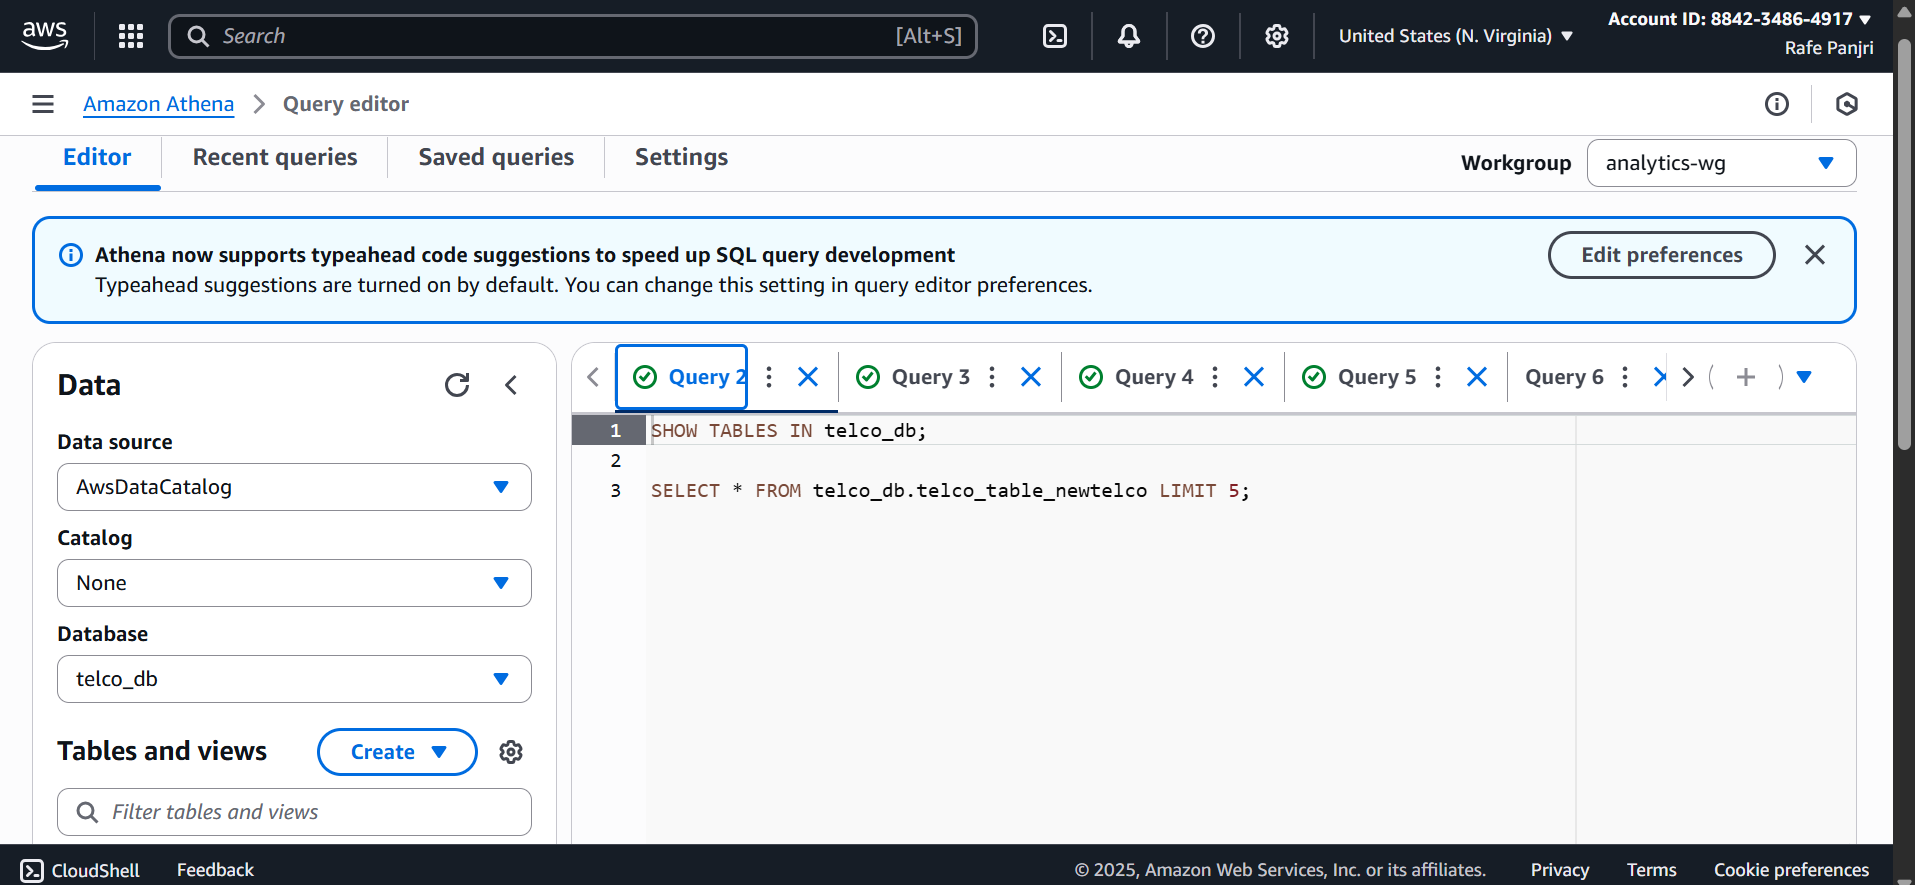 aws
Search [Alt+S]
United States (N. Virginia)
Account ID: 8842-3486-4917
Rafe Panjri
Amazon Athena > Query editor
Editor Recent queries Saved queries Settings
Workgroup analytics-wg
Athena now supports typeahead code suggestions to speed up SQL query development
Typeahead suggestions are turned on by default. You can change this setting in query editor preferences.
Edit preferences
Data
Data source
AwsDataCatalog
Catalog
None
Database
telco_db
Tables and views Create
Filter tables and views
Query 2 Query 3 Query 4 Query 5 Query 6
1 SHOW TABLES IN telco_db;
2
3 SELECT * FROM telco_db.telco_table_newtelco LIMIT 5;
CloudShell Feedback © 2025, Amazon Web Services, Inc. or its affiliates. Privacy Terms Cookie preferences